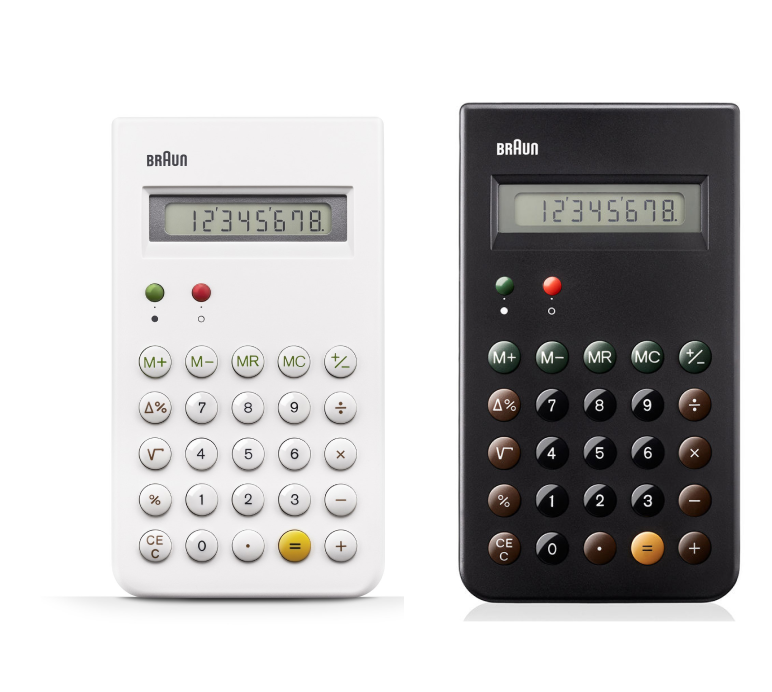 BRAUN
12'345'678.
M+ M− MR MC +/−
Δ% 7 8 9 ÷
√ 4 5 6 ×
% 1 2 3 −
CE C 0 · = +
BRAUN
12'345'678.
M+ M− MR MC +/−
Δ% 7 8 9 ÷
√ 4 5 6 ×
% 1 2 3 −
CE C 0 · = +